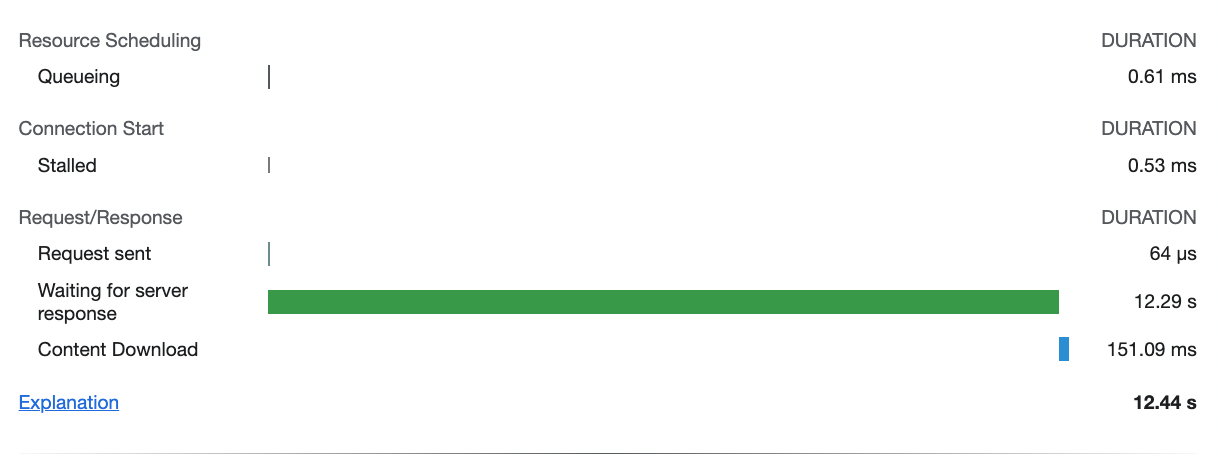 Resource Scheduling DURATION
Queueing 0.61 ms
Connection Start DURATION
Stalled 0.53 ms
Request/Response DURATION
Request sent 64 μs
Waiting for server
response 12.29 s
Content Download 151.09 ms
Explanation 12.44 s